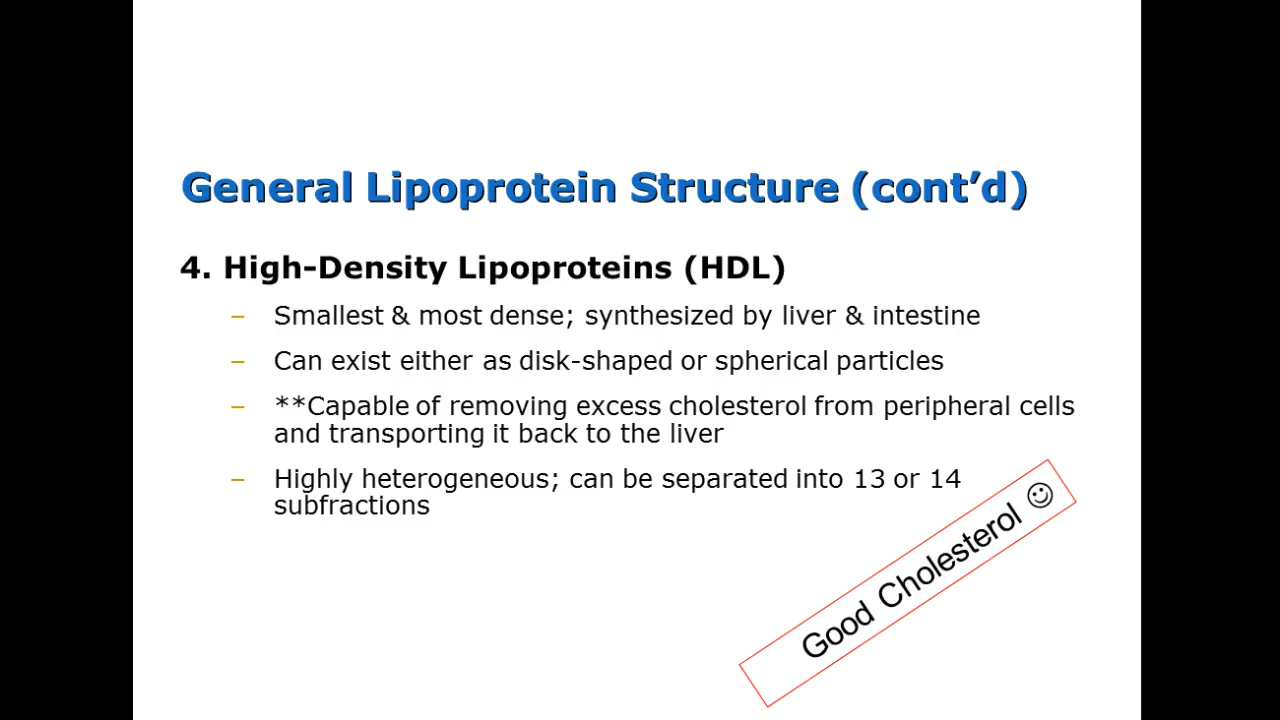 General Lipoprotein Structure (cont’d)
4. High-Density Lipoproteins (HDL)
– Smallest & most dense; synthesized by liver & intestine
– Can exist either as disk-shaped or spherical particles
– **Capable of removing excess cholesterol from peripheral cells
and transporting it back to the liver
– Highly heterogeneous; can be separated into 13 or 14
subfractions
Good Cholesterol ☺